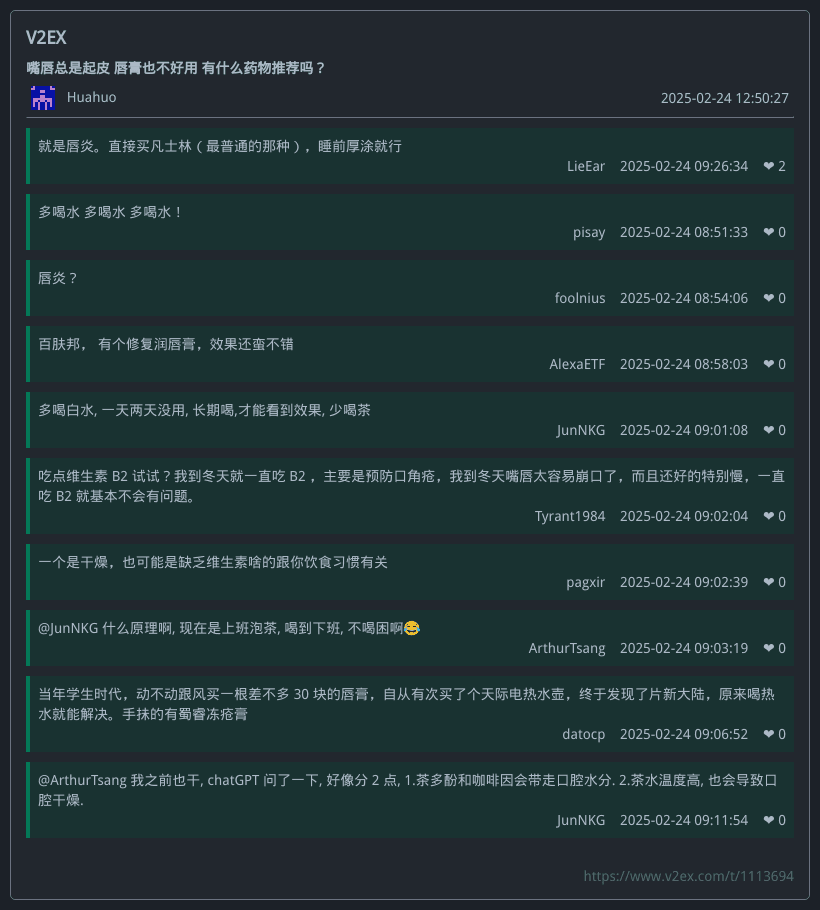 V2EX
嘴唇总是起皮 唇膏也不好用 有什么药物推荐吗？
Huahuo
2025-02-24 12:50:27
就是唇炎。直接买凡士林（最普通的那种），睡前厚涂就行
LieEar 2025-02-24 09:26:34 ❤ 2
多喝水 多喝水 多喝水！
pisay 2025-02-24 08:51:33 ❤ 0
唇炎？
foolnius 2025-02-24 08:54:06 ❤ 0
百肤邦， 有个修复润唇膏，效果还蛮不错
AlexaETF 2025-02-24 08:58:03 ❤ 0
多喝白水, 一天两天没用, 长期喝,才能看到效果, 少喝茶
JunNKG 2025-02-24 09:01:08 ❤ 0
吃点维生素 B2 试试？我到冬天就一直吃 B2 ，主要是预防口角疮，我到冬天嘴唇太容易崩口了，而且还好的特别慢，一直
吃 B2 就基本不会有问题。
Tyrant1984 2025-02-24 09:02:04 ❤ 0
一个是干燥，也可能是缺乏维生素啥的跟你饮食习惯有关
pagxir 2025-02-24 09:02:39 ❤ 0
@JunNKG 什么原理啊, 现在是上班泡茶, 喝到下班, 不喝困啊😂
ArthurTsang 2025-02-24 09:03:19 ❤ 0
当年学生时代，动不动跟风买一根差不多 30 块的唇膏，自从有次买了个天际电热水壶，终于发现了片新大陆，原来喝热
水就能解决。手抹的有蜀睿冻疮膏
datocp 2025-02-24 09:06:52 ❤ 0
@ArthurTsang 我之前也干, chatGPT 问了一下, 好像分 2 点, 1.茶多酚和咖啡因会带走口腔水分. 2.茶水温度高, 也会导致口
腔干燥.
JunNKG 2025-02-24 09:11:54 ❤ 0
https://www.v2ex.com/t/1113694